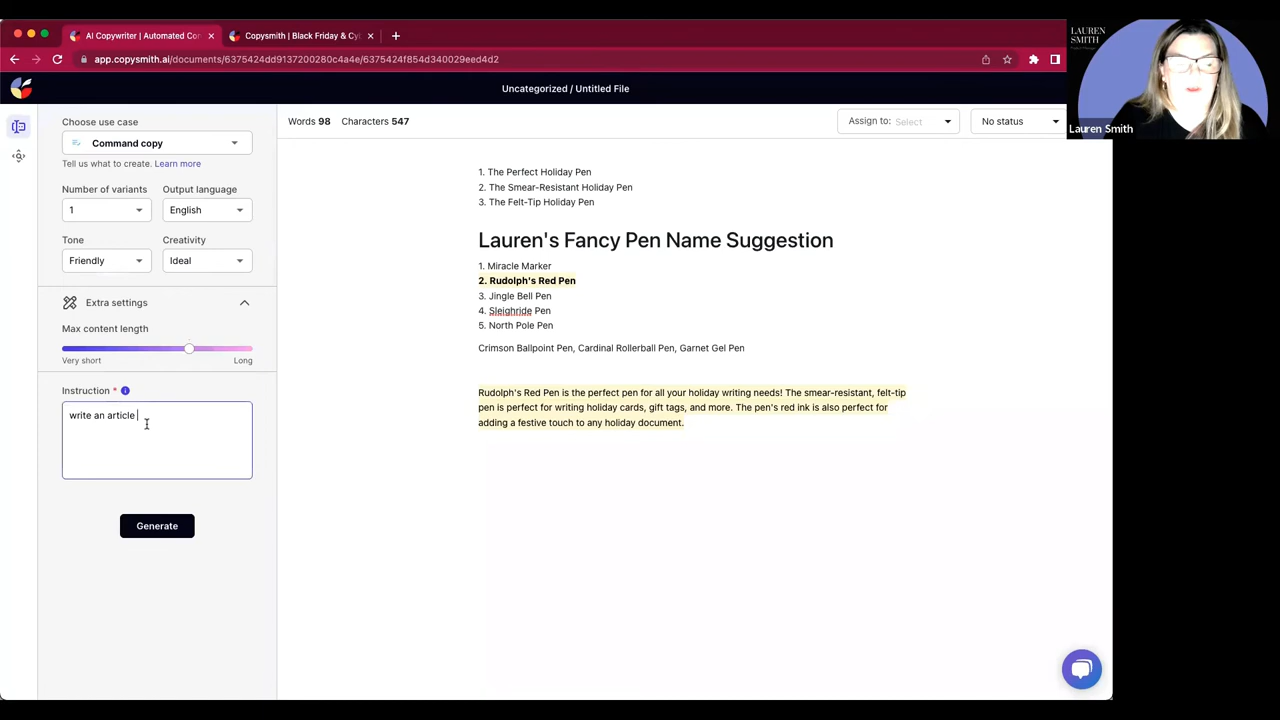 AI Copywriter | Automated Co
Copysmith | Black Friday & Cy
app.copysmith.ai/documents/6375424dd9137200280c4a4e/6375424f854d340029eed4d2
LAUREN
SMITH
Lauren Smith
Uncategorized / Untitled File
Choose use case
Command copy
Tell us what to create. Learn more
Number of variants
Output language
1
English
Tone
Creativity
Friendly
Ideal
Extra settings
Max content length
Very short
Long
Instruction *
write an article
Generate
Words 98 Characters 547
Assign to: Select
No status
1. The Perfect Holiday Pen
2. The Smear-Resistant Holiday Pen
3. The Felt-Tip Holiday Pen
Lauren's Fancy Pen Name Suggestion
1. Miracle Marker
2. Rudolph's Red Pen
3. Jingle Bell Pen
4. Sleighride Pen
5. North Pole Pen
Crimson Ballpoint Pen, Cardinal Rollerball Pen, Garnet Gel Pen
Rudolph's Red Pen is the perfect pen for all your holiday writing needs! The smear-resistant, felt-tip
pen is perfect for writing holiday cards, gift tags, and more. The pen's red ink is also perfect for
adding a festive touch to any holiday document.